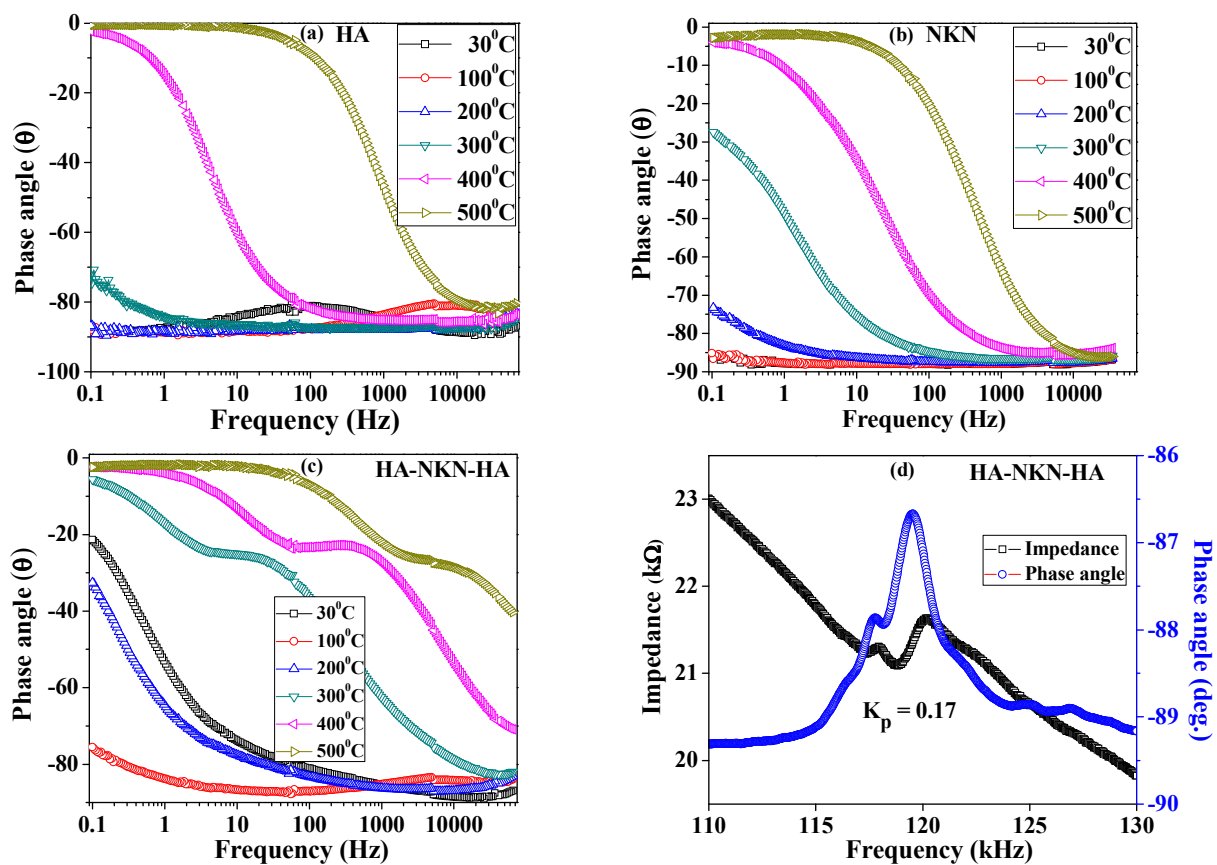 (a) HA
Phase angle (θ)
0
-20
-40
-60
-80
-100
30⁰C
100⁰C
200⁰C
300⁰C
400⁰C
500⁰C
0.1 1 10 100 1000 10000
Frequency (Hz)
(b) NKN
Phase angle (θ)
0
-10
-20
-30
-40
-50
-60
-70
-80
-90
30⁰C
100⁰C
200⁰C
300⁰C
400⁰C
500⁰C
0.1 1 10 100 1000 10000
Frequency (Hz)
(c) HA-NKN-HA
Phase angle (θ)
0
-20
-40
-60
-80
30⁰C
100⁰C
200⁰C
300⁰C
400⁰C
500⁰C
0.1 1 10 100 1000 10000
Frequency (Hz)
(d) HA-NKN-HA
Impedance (kΩ)
23
22
21
20
Impedance
Phase angle
Kp = 0.17
-86
-87
-88
-89
-90
Phase angle (deg.)
110 115 120 125 130
Frequency (kHz)